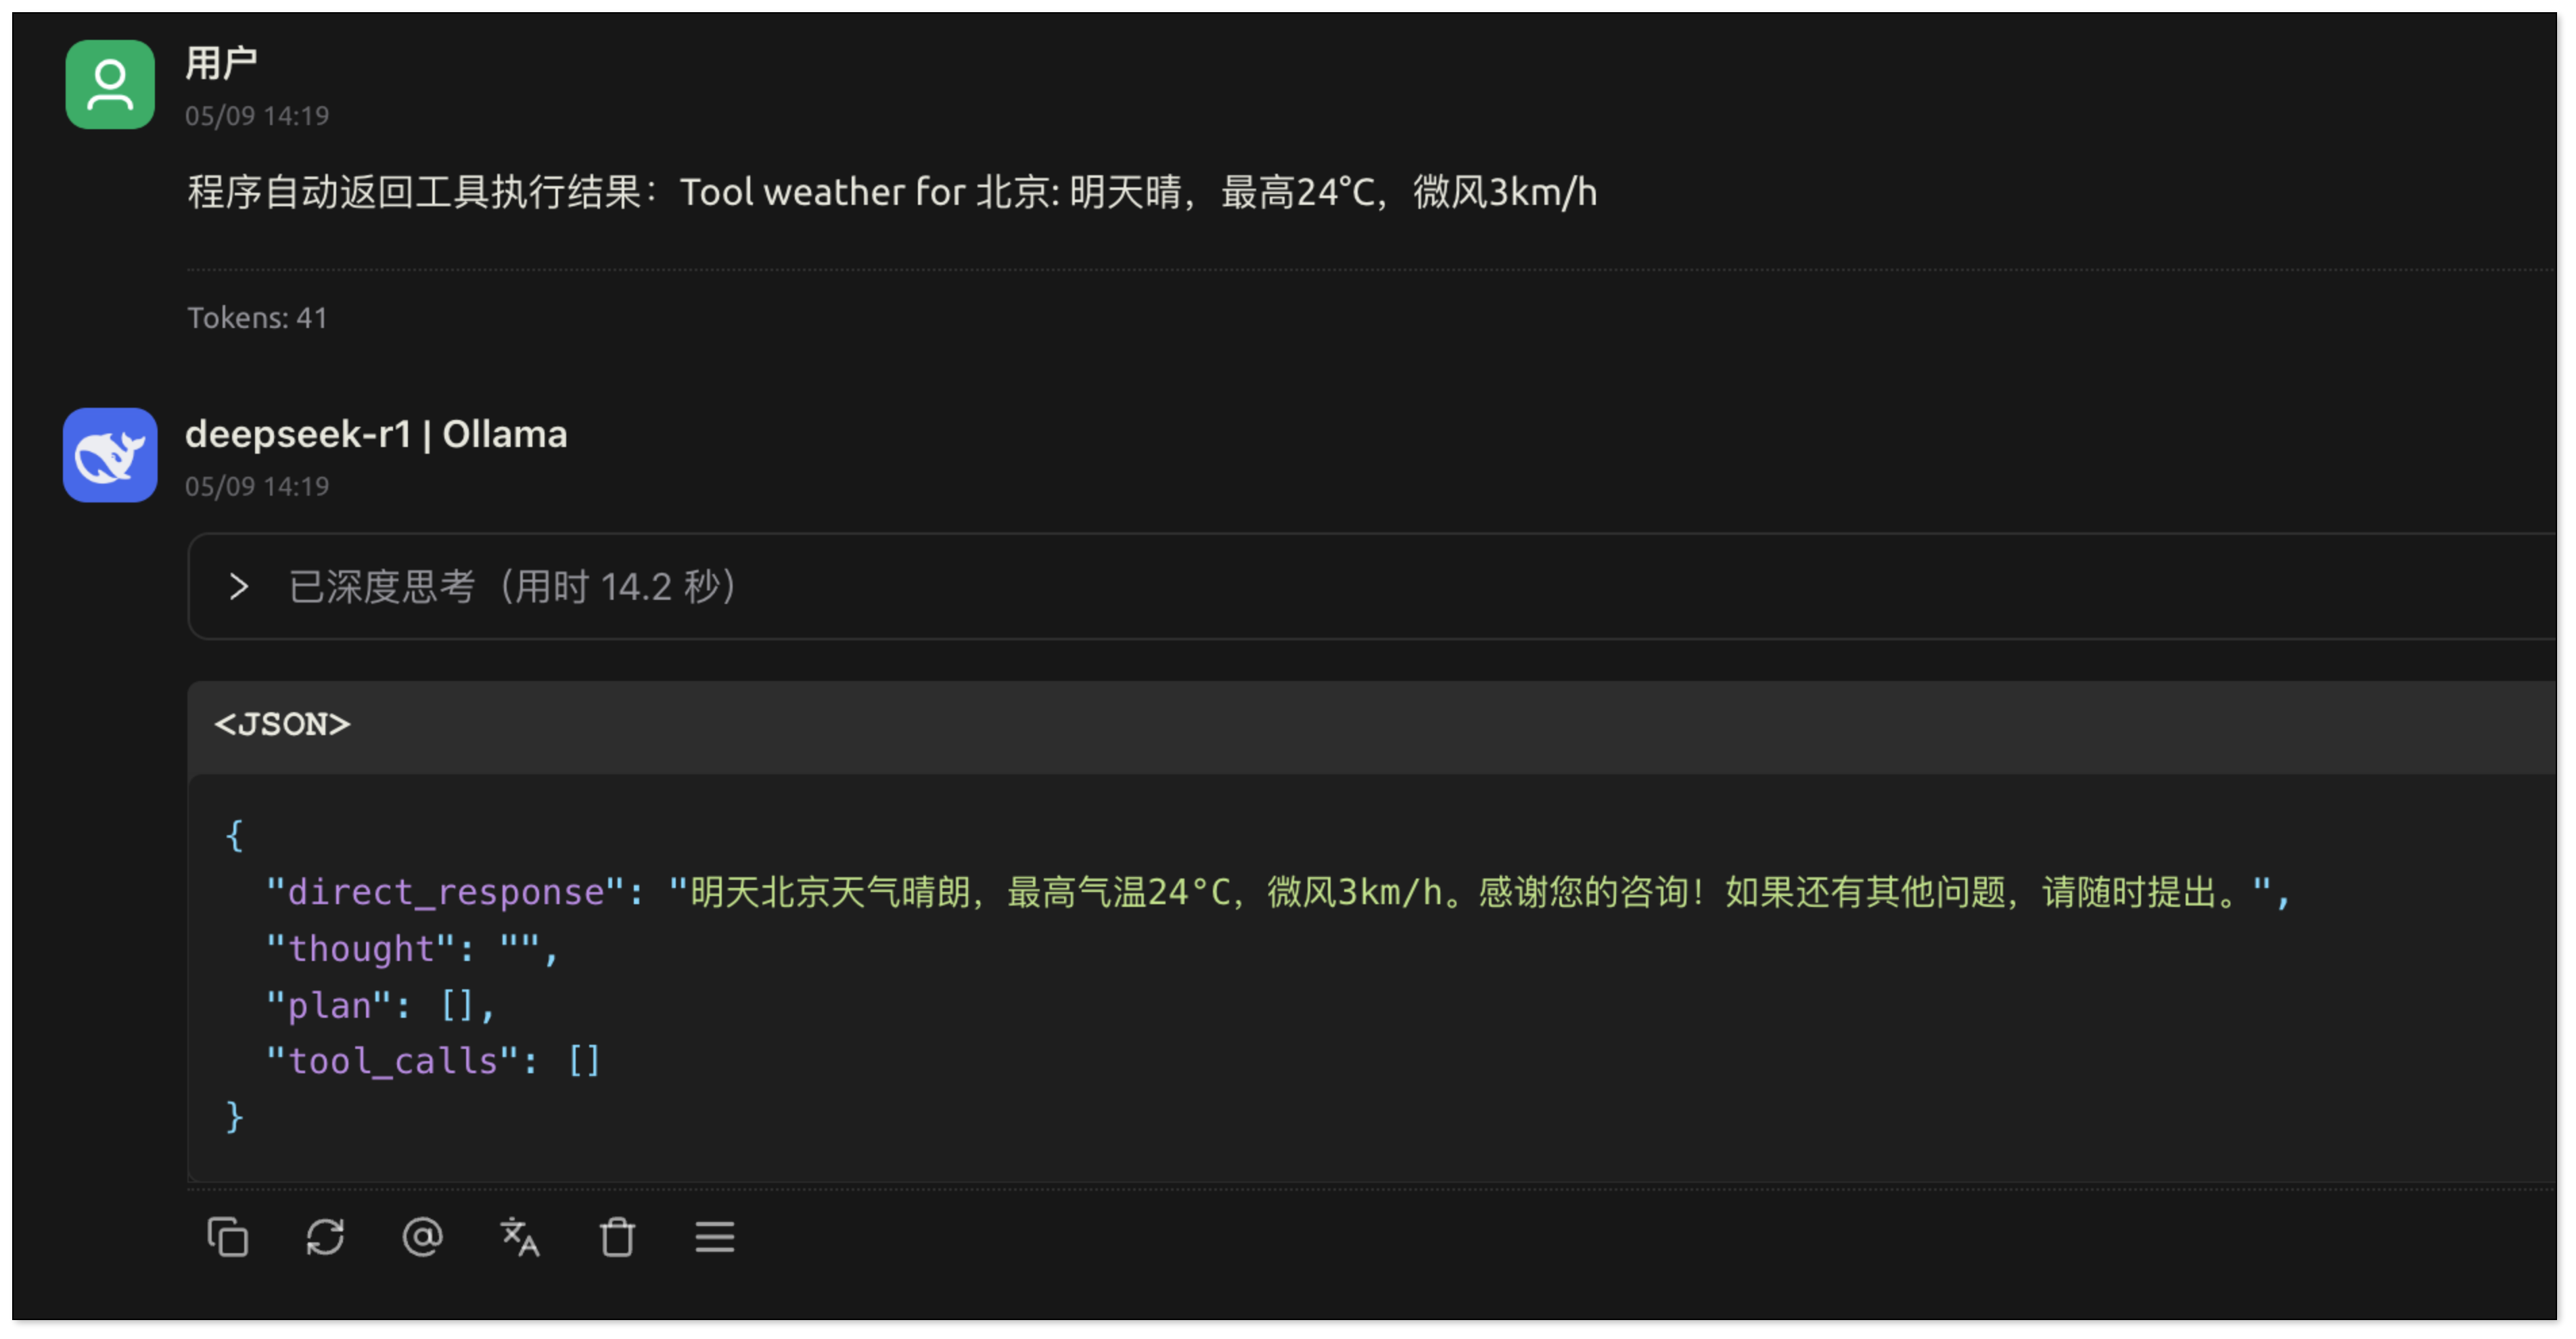 用户
05/09 14:19
程序自动返回工具执行结果：Tool weather for 北京: 明天晴，最高24°C，微风3km/h
Tokens: 41
deepseek-r1 | Ollama
05/09 14:19
已深度思考（用时 14.2 秒）
<JSON>
{
"direct_response": "明天北京天气晴朗，最高气温24°C，微风3km/h。感谢您的咨询！如果还有其他问题，请随时提出。",
"thought": "",
"plan": [],
"tool_calls": []
}